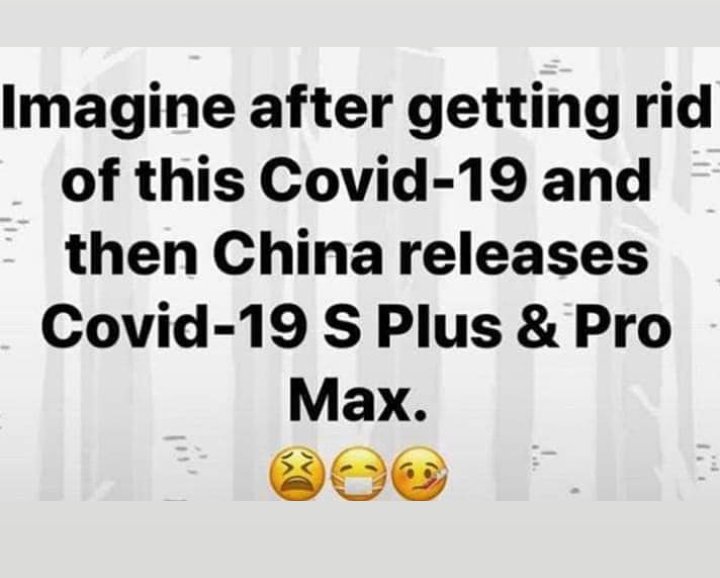 Imagine after getting rid
of this Covid-19 and
then China releases
Covid-19 S Plus & Pro
Max.
😫😷🤒